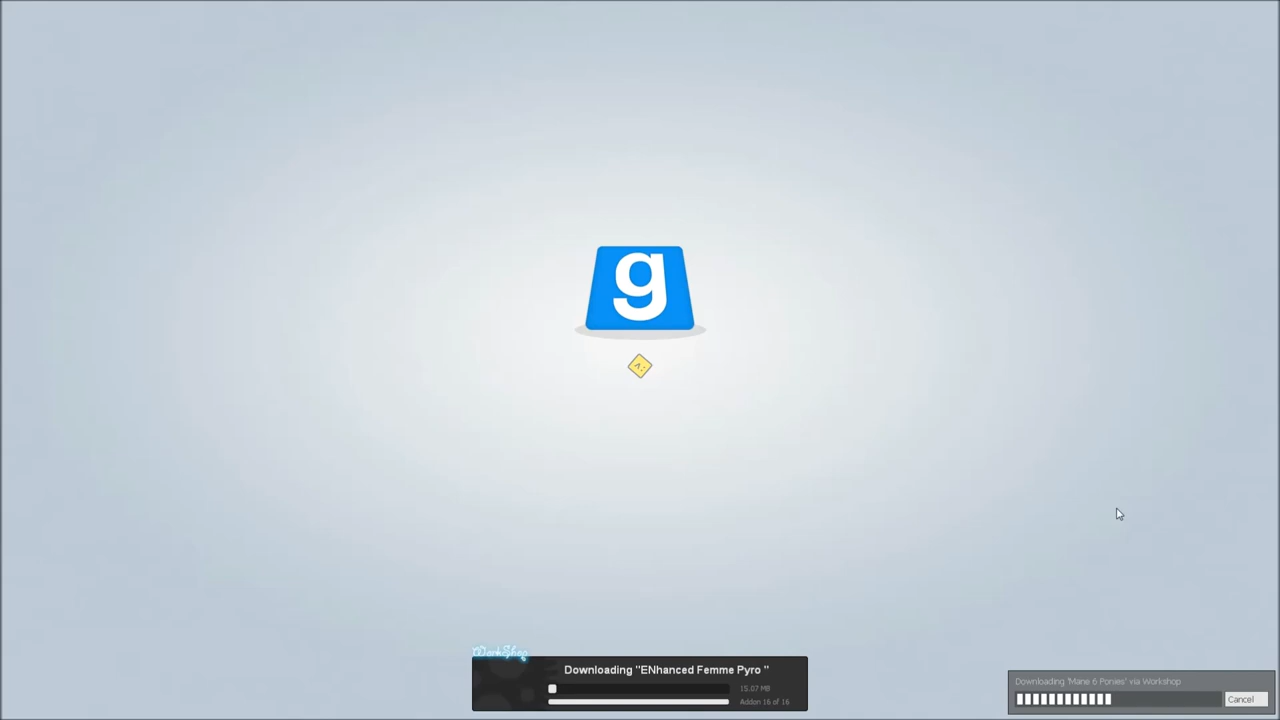 g
WorkShop
Downloading "ENhanced Femme Pyro "
15.07 MB
Addon 16 of 16
Downloading 'Mane 6 Ponies' via Workshop
Cancel